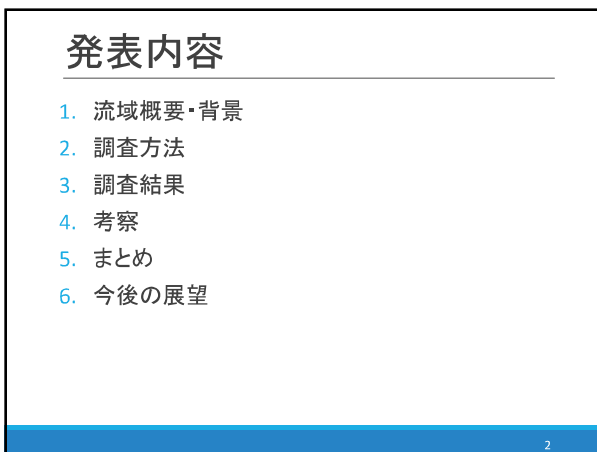 発表内容
1. 流域概要・背景
2. 調査方法
3. 調査結果
4. 考察
5. まとめ
6. 今後の展望
2